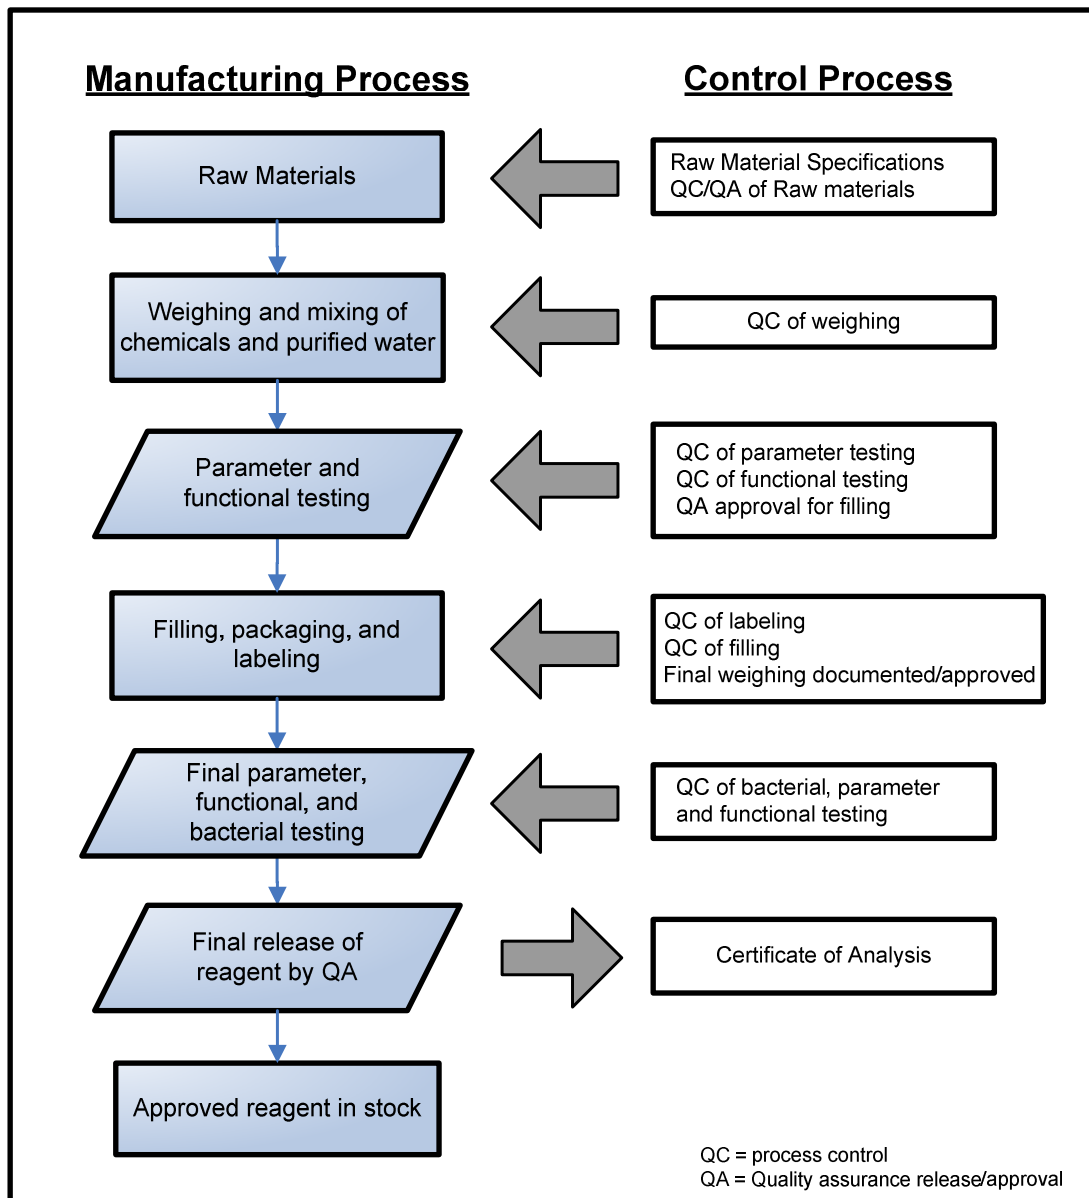 Manufacturing Process
Control Process
Raw Materials
Raw Material Specifications
QC/QA of Raw materials
Weighing and mixing of
chemicals and purified water
QC of weighing
Parameter and
functional testing
QC of parameter testing
QC of functional testing
QA approval for filling
Filling, packaging, and
labeling
QC of labeling
QC of filling
Final weighing documented/approved
Final parameter,
functional, and
bacterial testing
QC of bacterial, parameter
and functional testing
Final release of
reagent by QA
Certificate of Analysis
Approved reagent in stock
QC = process control
QA = Quality assurance release/approval